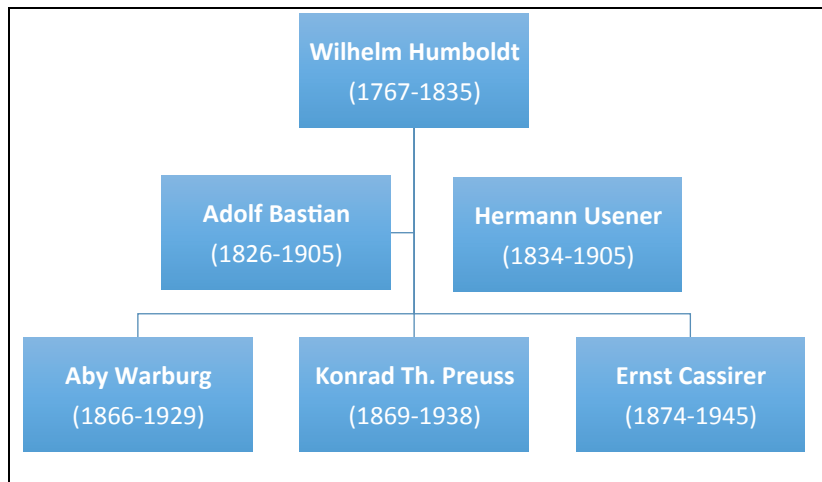 Wilhelm Humboldt
(1767-1835)
Adolf Bastian
(1826-1905)
Hermann Usener
(1834-1905)
Aby Warburg
(1866-1929)
Konrad Th. Preuss
(1869-1938)
Ernst Cassirer
(1874-1945)